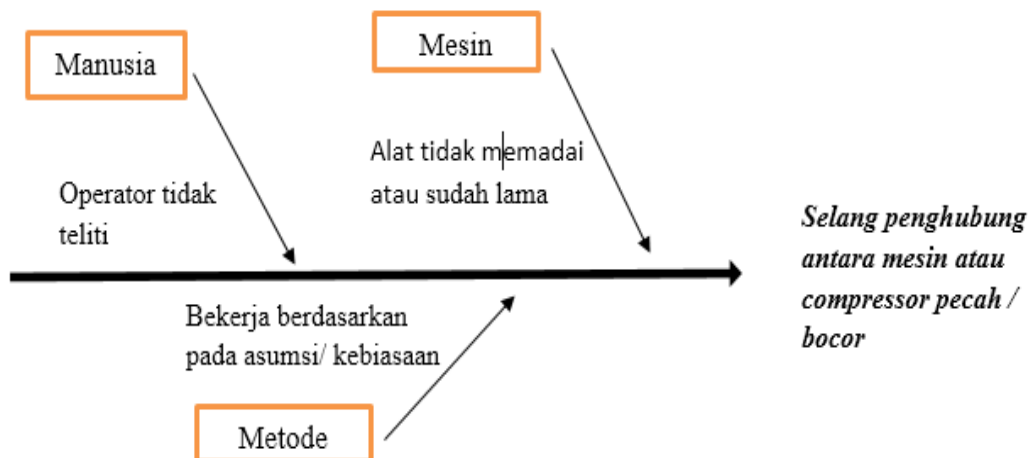 Manusia
Mesin
Operator tidak
teliti
Alat tidak memadai
atau sudah lama
Bekerja berdasarkan
pada asumsi/ kebiasaan
Metode
Selang penghubung
antara mesin atau
compressor pecah /
bocor